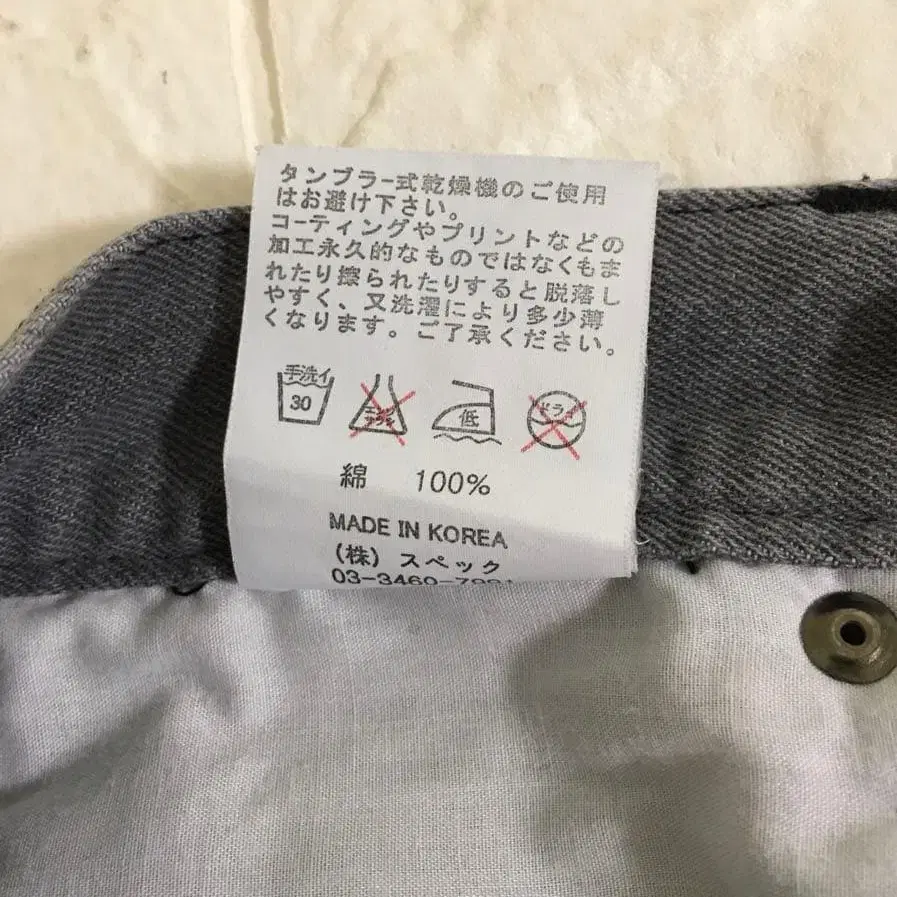 タンブラー式乾燥機のご使用
はお避け下さい。
コーティングやプリントなどの
加工永久的なものではなくもま
れたり擦られたりすると脱落し
やすく、又洗濯により多少薄
くなります。ご了承ください。
手洗イ
30
低
ドライ
綿 100%
MADE IN KOREA
(株)スペック